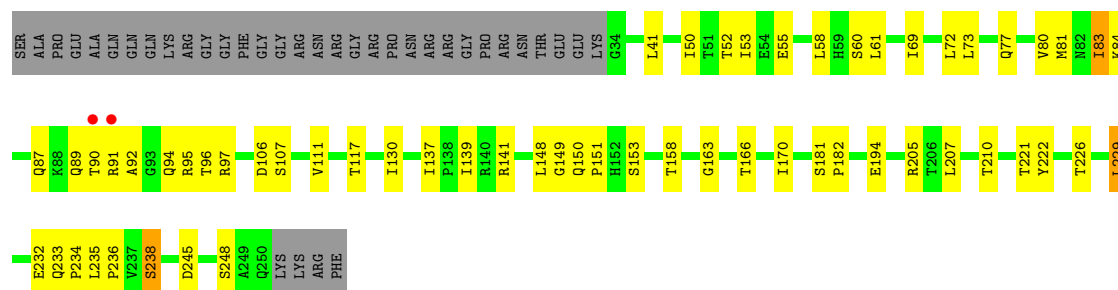 SER ALA PRO GLU ALA GLN GLN GLN LYS ARG GLY GLY PHE GLY GLY ARG ASN ARG GLY ARG PRO ASN ARG ARG GLY PRO ARG ASN THR GLU GLU LYS G34 L41 I50 T51 T52 I53 E54 E55 L58 H59 S60 L61 I69 L72 L73 Q77 V80 M81 N82 I83 K84
Q87 K88 Q89 T90 R91 A92 G93 Q94 R95 T96 R97 D106 S107 V111 T117 I130 I137 P138 I139 R140 R141 L148 G149 Q150 P151 H152 S153 T158 G163 T166 I170 S181 P182 E194 R205 T206 L207 T210 T221 Y222 T226
E232 Q233 P234 L235 P236 V237 S238 D245 S248 A249 Q250 LYS LYS ARG PHE